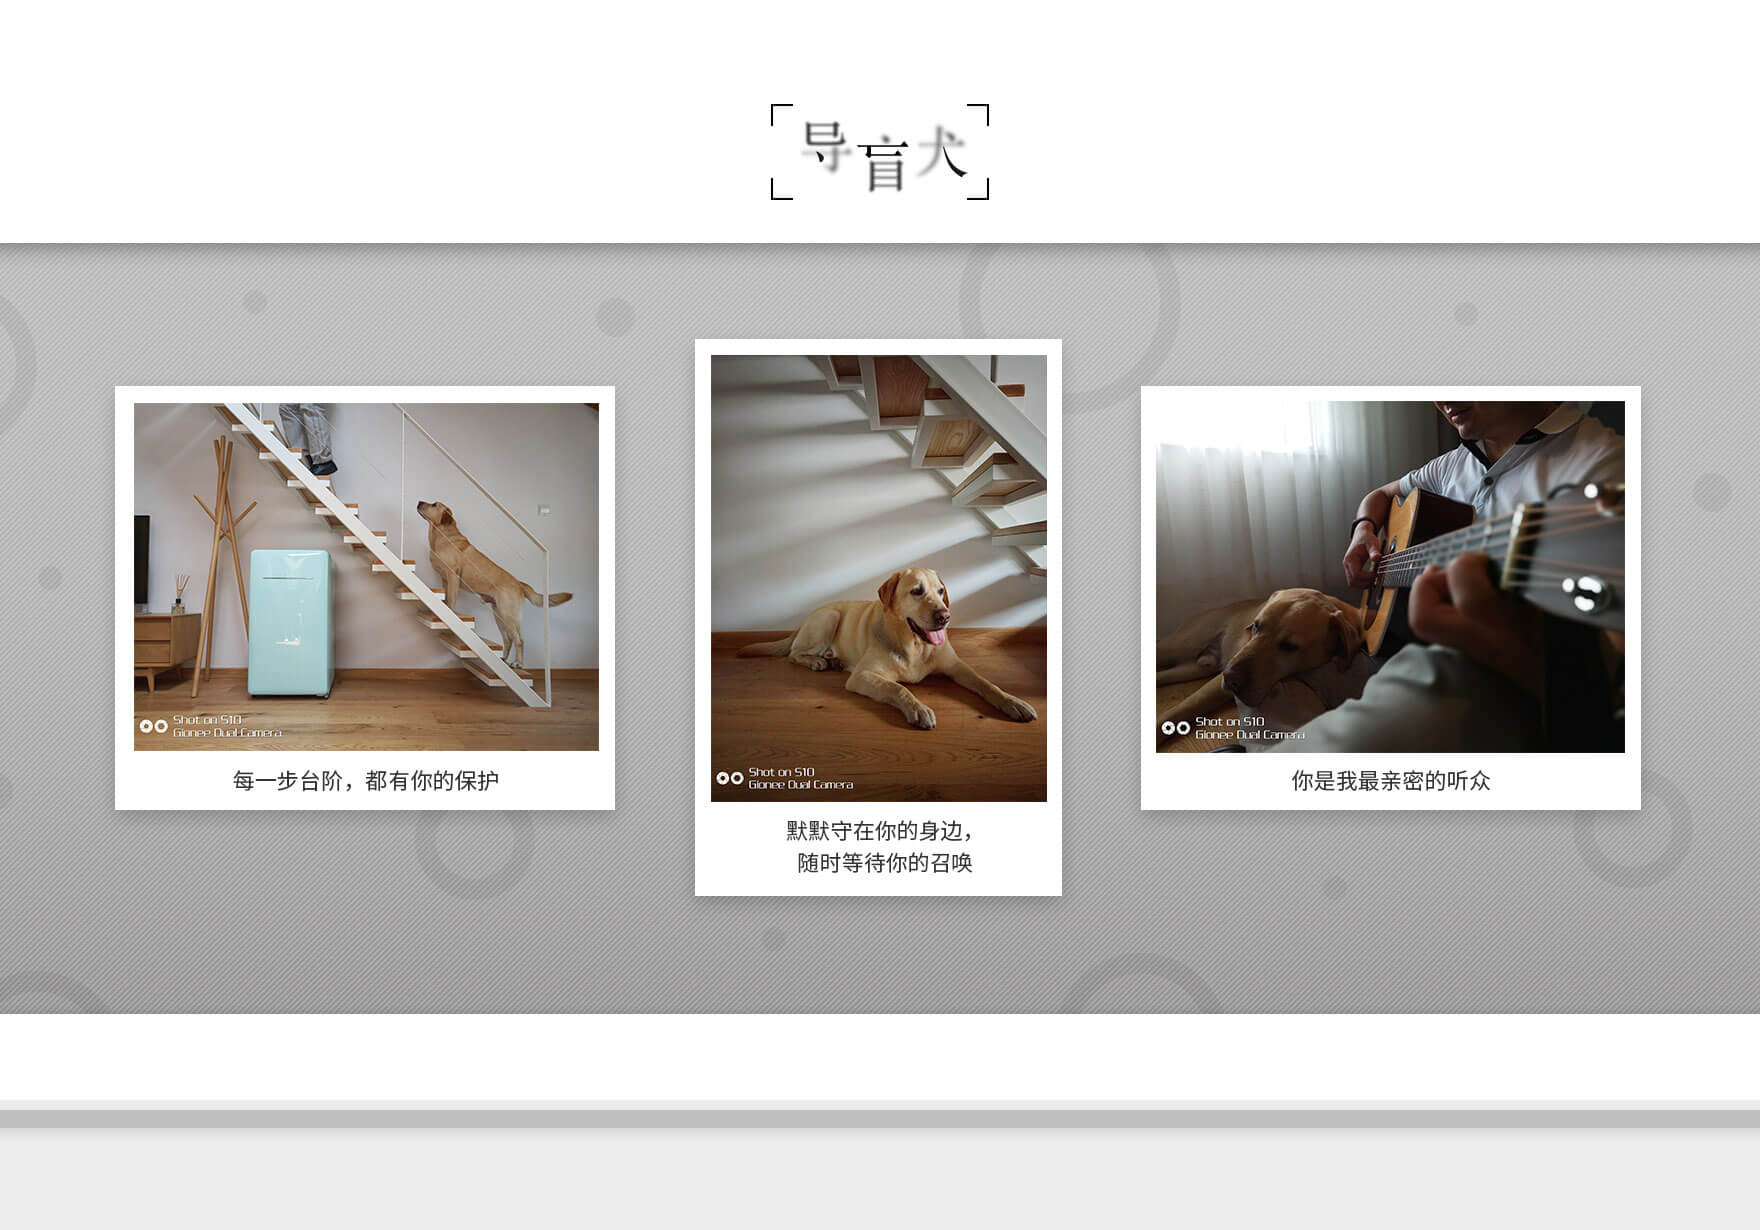 导盲犬
Shot on S10
Gionee Dual Camera
每一步台阶，都有你的保护
Shot on S10
Gionee Dual Camera
默默守在你的身边，
随时等待你的召唤
Shot on S10
Gionee Dual Camera
你是我最亲密的听众